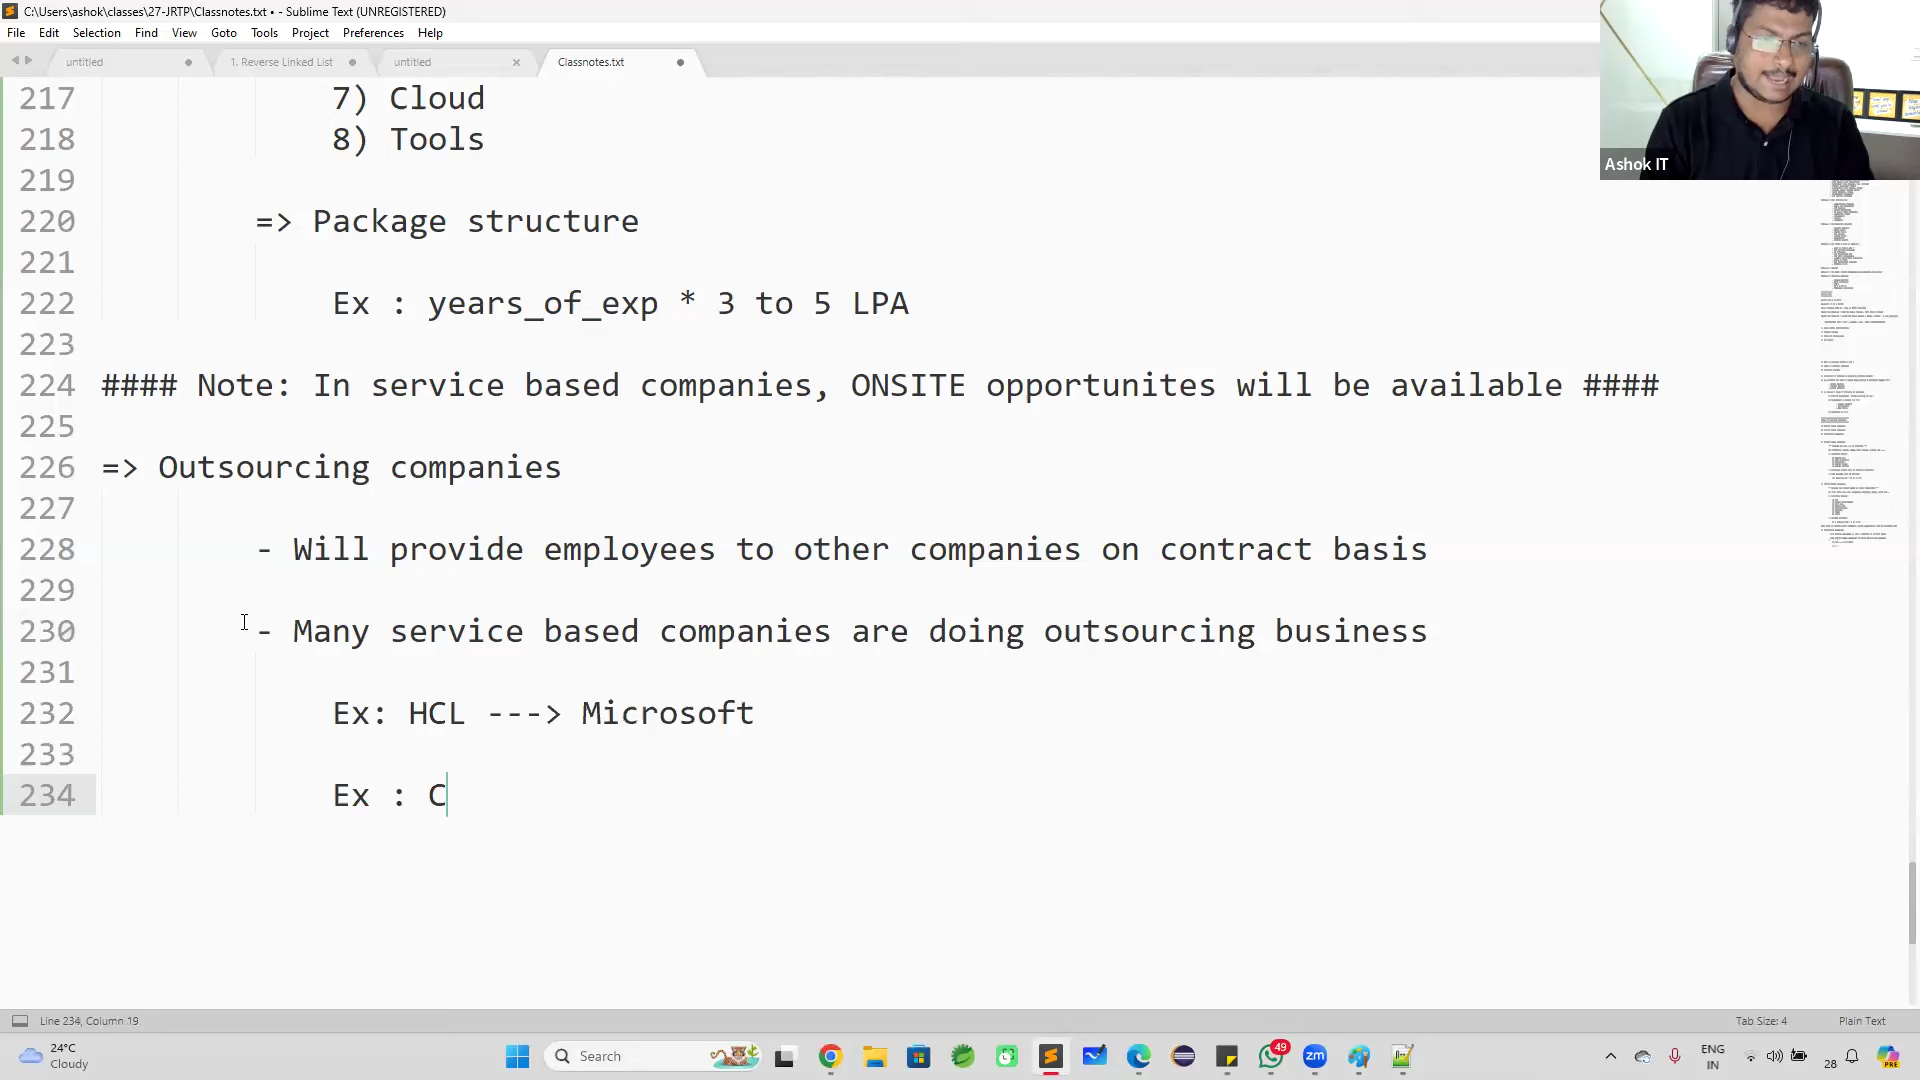 C:\Users\ashok\classes\27-JRTP\Classnotes.txt • - Sublime Text (UNREGISTERED)
File Edit Selection Find View Goto Tools Project Preferences Help
untitled 1. Reverse Linked List untitled Classnotes.txt
217 7) Cloud
218 8) Tools
219
220 => Package structure
221
222 Ex : years_of_exp * 3 to 5 LPA
223
224 #### Note: In service based companies, ONSITE opportunites will be available ####
225
226 => Outsourcing companies
227
228 - Will provide employees to other companies on contract basis
229
230 - Many service based companies are doing outsourcing business
231
232 Ex: HCL ---> Microsoft
233
234 Ex : C
Ashok IT
Line 234, Column 19 Tab Size: 4 Plain Text
24°C
Cloudy
Search
49
zm
ENG
IN
28
PRE